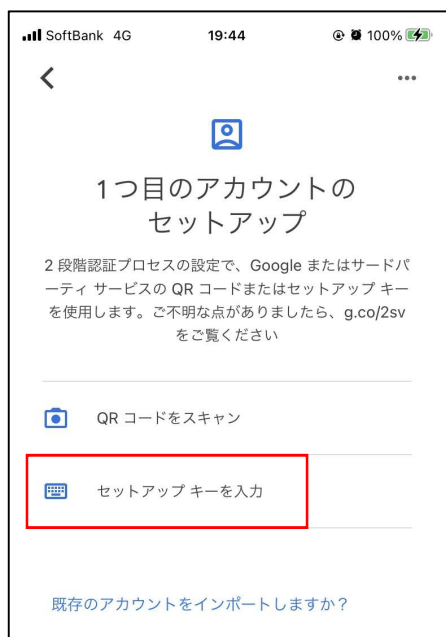 SoftBank 4G 19:44 100%
1つ目のアカウントの
セットアップ
2 段階認証プロセスの設定で、Google またはサードパ
ーティ サービスの QR コードまたはセットアップ キー
を使用します。ご不明な点がありましたら、g.co/2sv
をご覧ください
QR コードをスキャン
セットアップ キーを入力
既存のアカウントをインポートしますか？